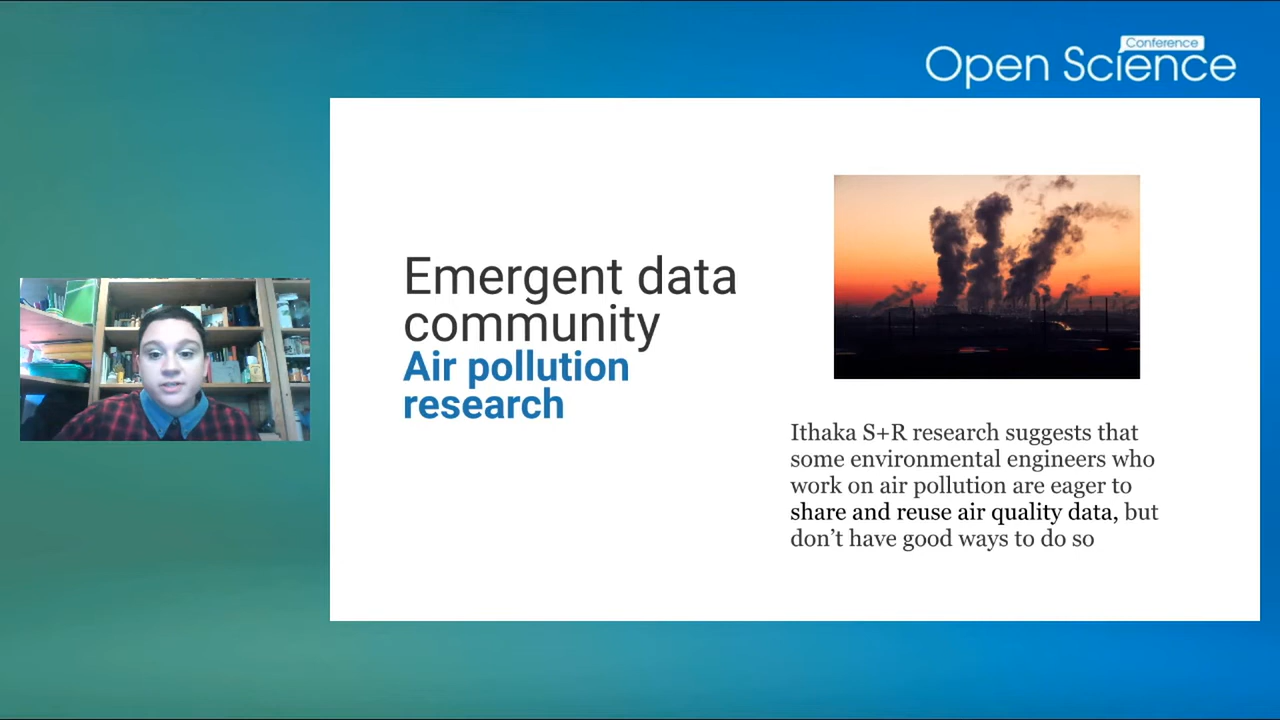 Conference
Open Science
Emergent data
community
Air pollution
research
Ithaka S+R research suggests that
some environmental engineers who
work on air pollution are eager to
share and reuse air quality data, but
don’t have good ways to do so